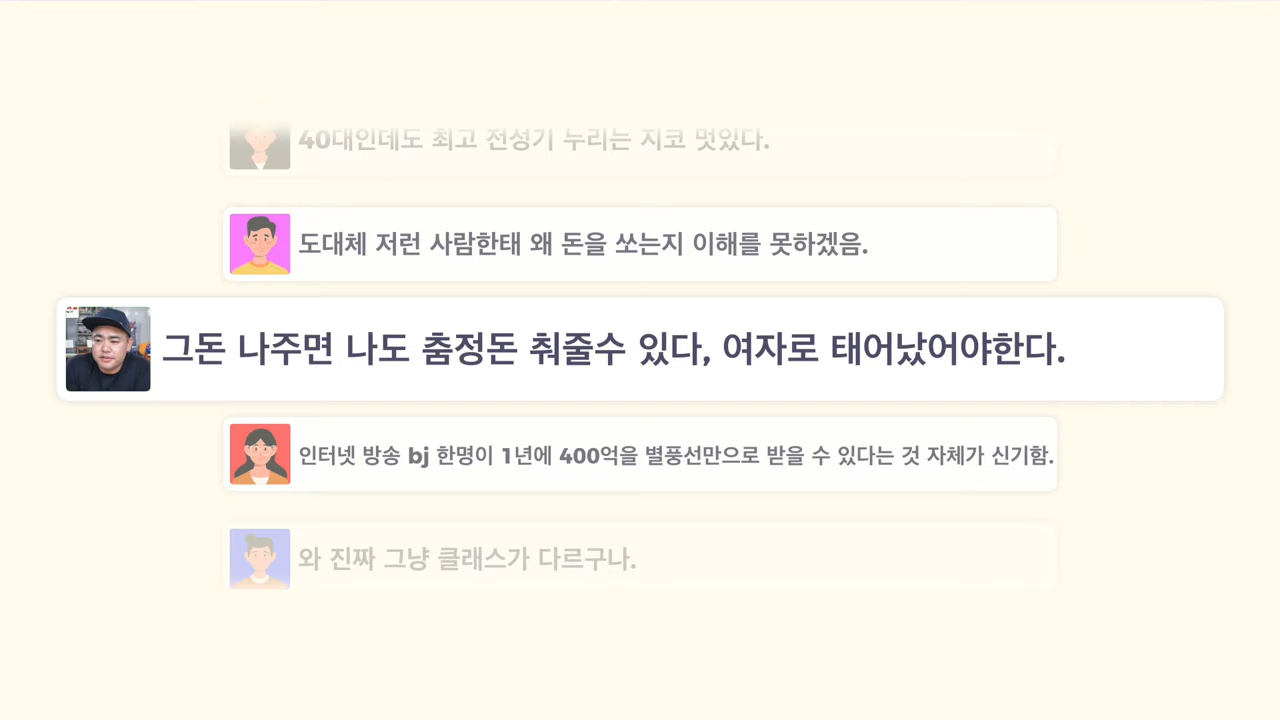 40대인데도 최고 전성기 누리는 지코 멋있다.
도대체 저런 사람한태 왜 돈을 쏘는지 이해를 못하겠음.
그돈 나주면 나도 춤정돈 춰줄수 있다, 여자로 태어났어야한다.
인터넷 방송 bj 한명이 1년에 400억을 별풍선만으로 받을 수 있다는 것 자체가 신기함.
와 진짜 그냥 클래스가 다르구나.